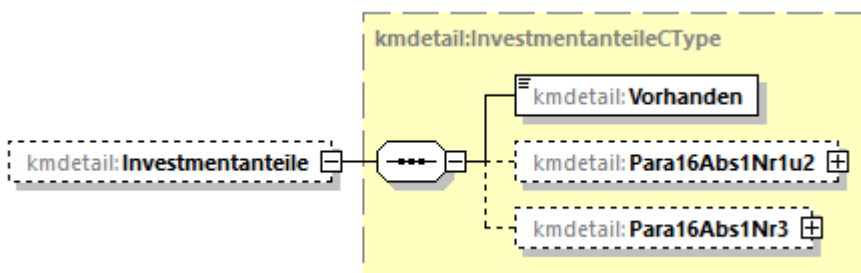 kmdetail:InvestmentanteileCType
kmdetail:Vorhanden
kmdetail:Investmentanteile
kmdetail:Para16Abs1Nr1u2
kmdetail:Para16Abs1Nr3